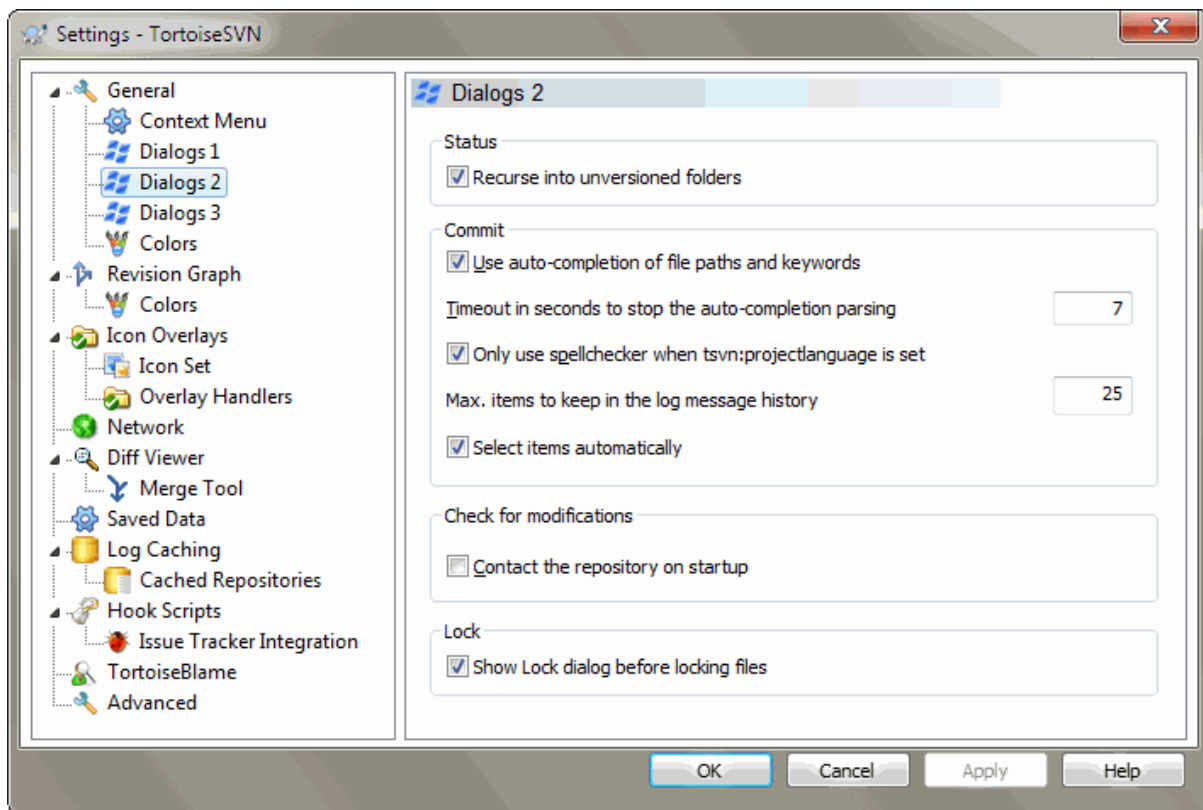 Settings - TortoiseSVN
General
Context Menu
Dialogs 1
Dialogs 2
Dialogs 3
Colors
Revision Graph
Colors
Icon Overlays
Icon Set
Overlay Handlers
Network
Diff Viewer
Merge Tool
Saved Data
Log Caching
Cached Repositories
Hook Scripts
Issue Tracker Integration
TortoiseBlame
Advanced
Dialogs 2
Status
Recurse into unversioned folders
Commit
Use auto-completion of file paths and keywords
Timeout in seconds to stop the auto-completion parsing 7
Only use spellchecker when tsvn:projectlanguage is set
Max. items to keep in the log message history 25
Select items automatically
Check for modifications
Contact the repository on startup
Lock
Show Lock dialog before locking files
OK Cancel Apply Help